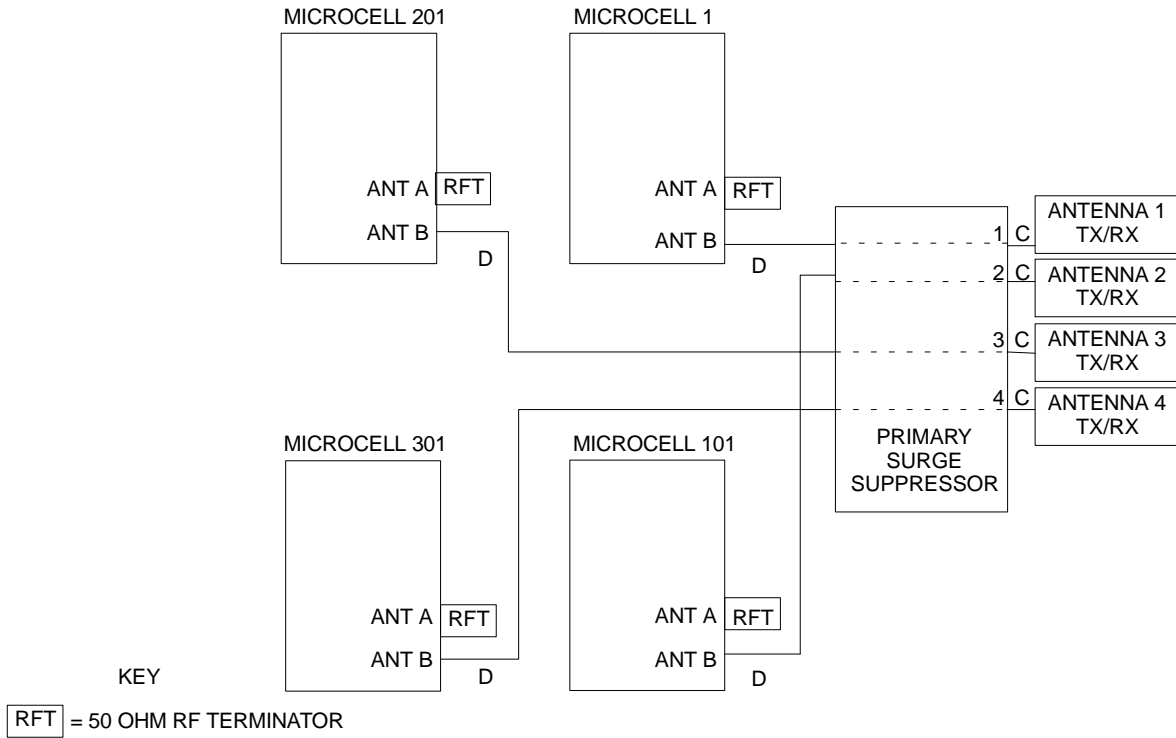 MICROCELL 201
MICROCELL 1
ANT A RFT
ANT B
D
ANT A RFT
ANT B
D
1 C
ANTENNA 1
TX/RX
2 C
ANTENNA 2
TX/RX
3 C
ANTENNA 3
TX/RX
4 C
ANTENNA 4
TX/RX
PRIMARY
SURGE
SUPPRESSOR
MICROCELL 301
MICROCELL 101
ANT A RFT
ANT B
D
ANT A RFT
ANT B
D
KEY
RFT = 50 OHM RF TERMINATOR